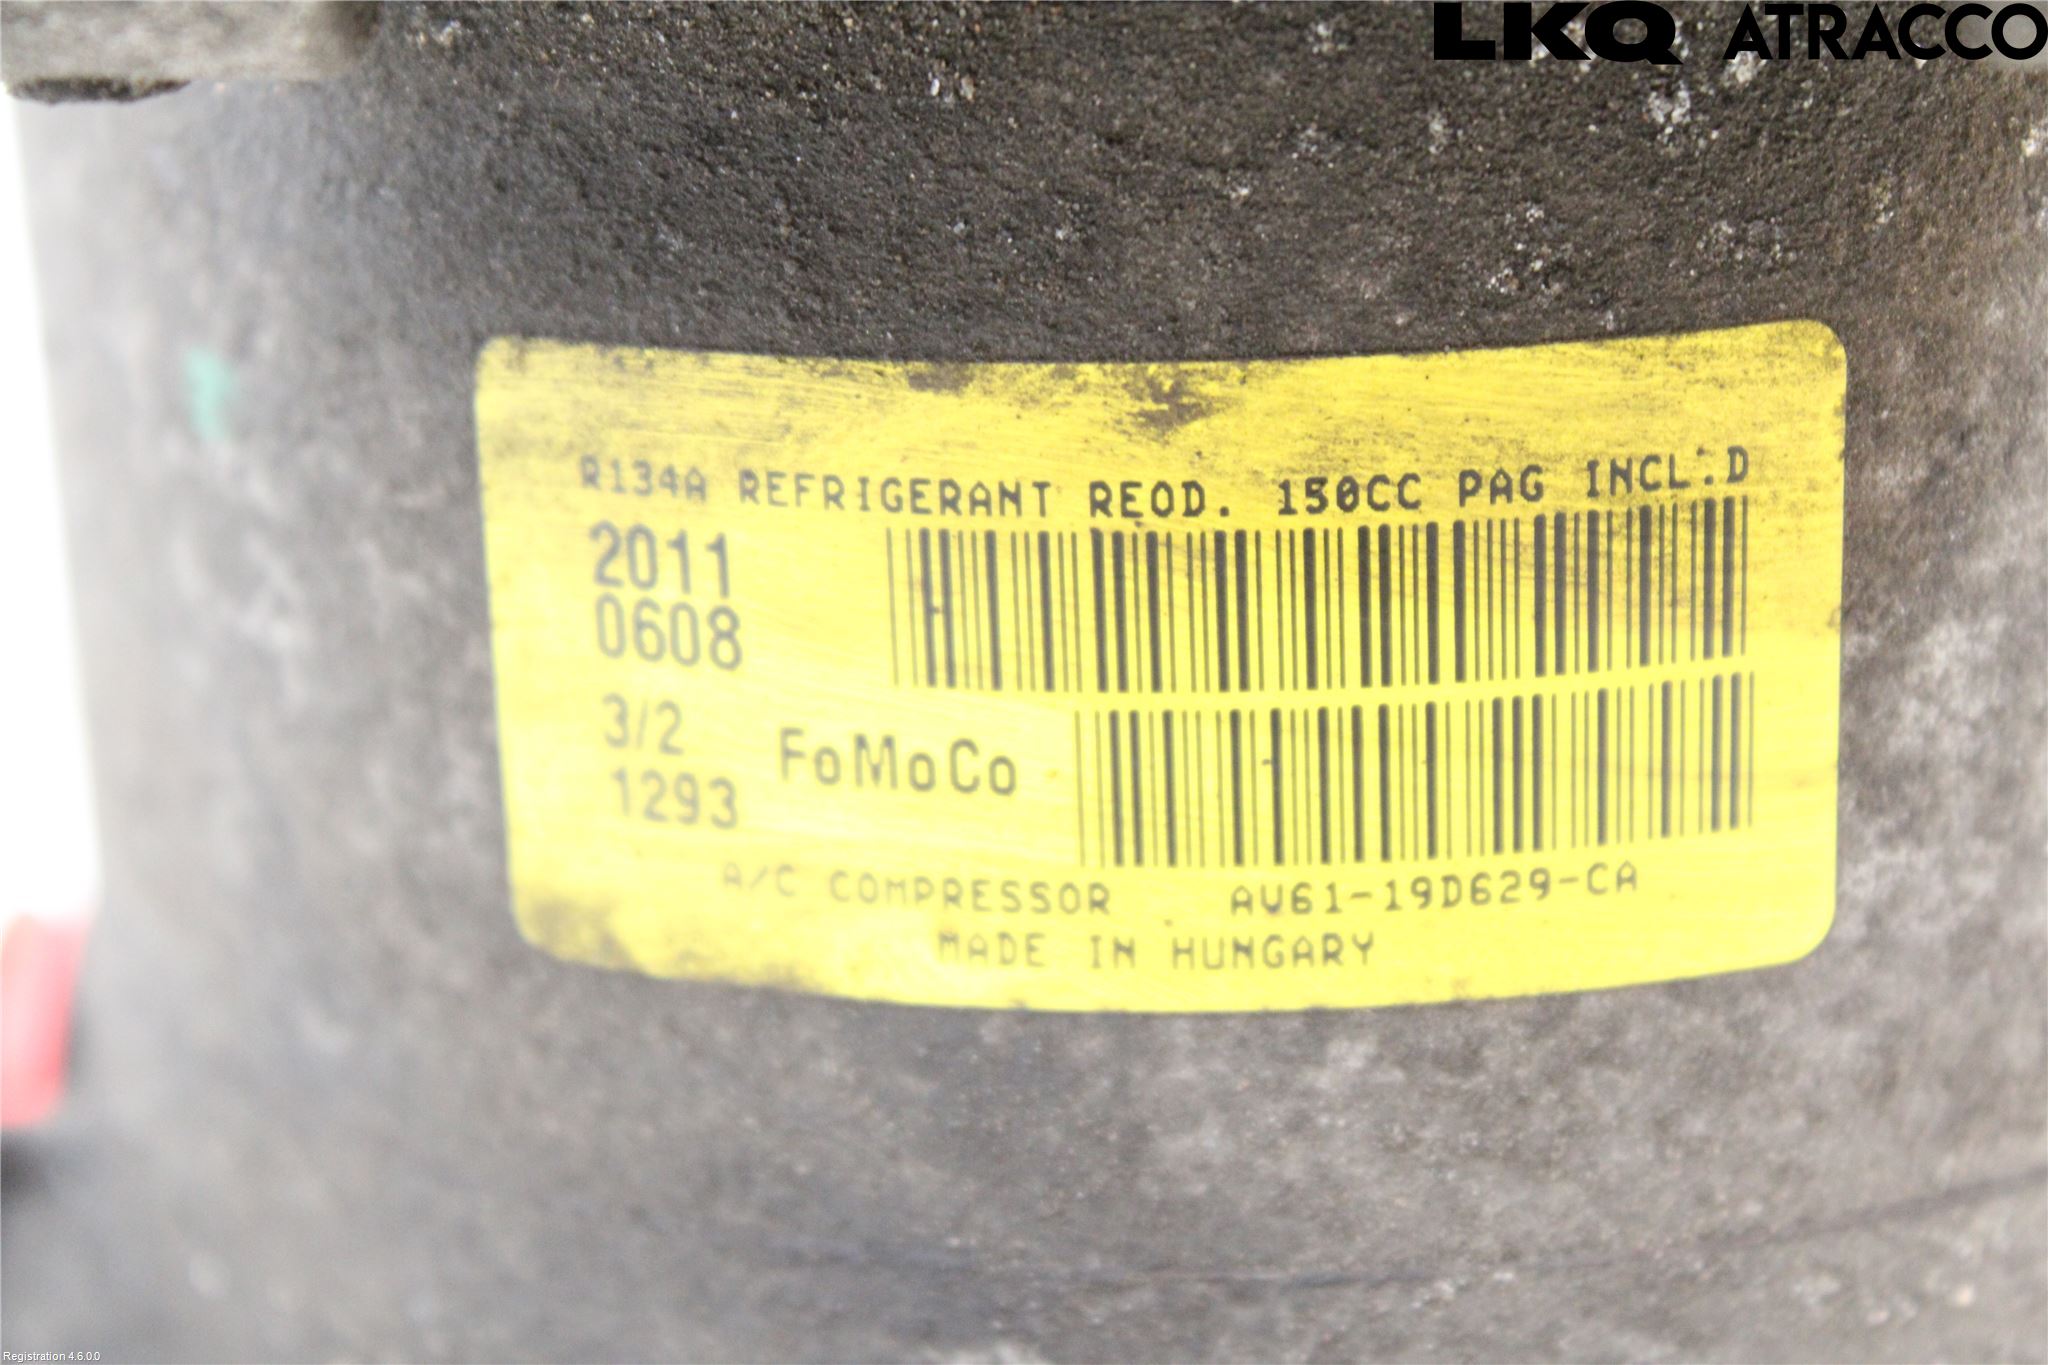 LKQ ATRACCO
R134A REFRIGERANT REQD. 150CC PAG INCL.D
2011
0608
3/2
1293
FoMoCo
A/C COMPRESSOR AV61-19D629-CA
MADE IN HUNGARY
Registration 4.6.0.0